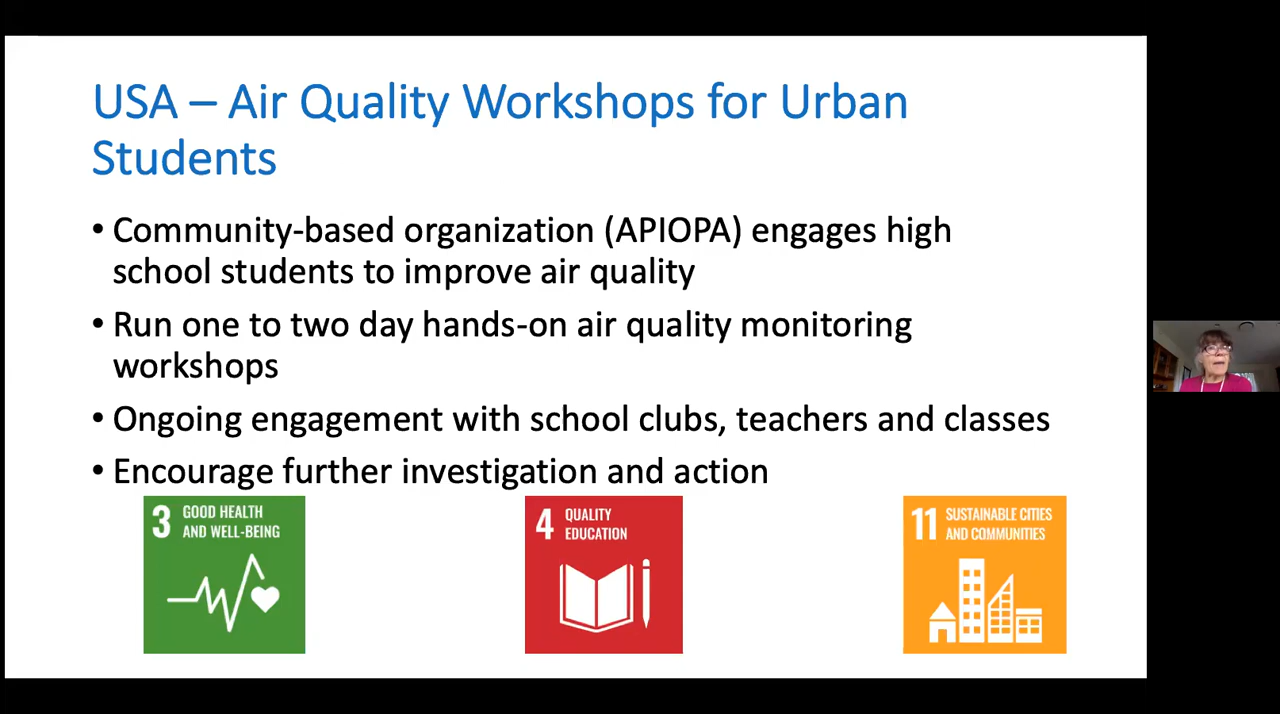 USA – Air Quality Workshops for Urban
Students
• Community-based organization (APIOPA) engages high
school students to improve air quality
• Run one to two day hands-on air quality monitoring
workshops
• Ongoing engagement with school clubs, teachers and classes
• Encourage further investigation and action
3 GOOD HEALTH
AND WELL-BEING
4 QUALITY
EDUCATION
11 SUSTAINABLE CITIES
AND COMMUNITIES